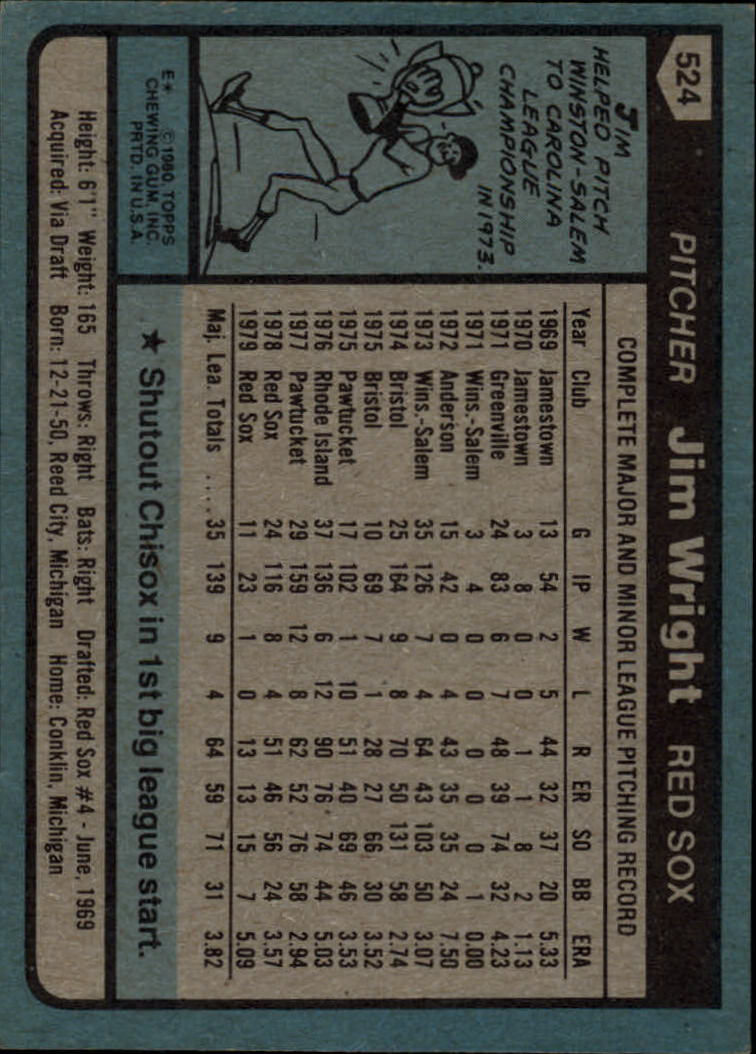 524
PITCHER Jim Wright RED SOX
JIM
HELPED PITCH
WINSTON-SALEM
TO CAROLINA
LEAGUE
CHAMPIONSHIP
IN 1973.
E* ©1980 TOPPS
CHEWING GUM, INC.
PRTD. IN U.S.A.
COMPLETE MAJOR AND MINOR LEAGUE PITCHING RECORD
Year Club G IP W L R ER SO BB ERA
1969 Jamestown 13 54 2 5 44 32 37 20 5.33
1970 Jamestown 3 8 0 0 1 1 8 2 1.13
1971 Greenville 24 83 6 7 48 39 74 32 4.23
1971 Wins.-Salem 3 4 0 0 0 0 0 1 0.00
1972 Anderson 15 42 0 4 43 35 35 24 7.50
1973 Wins.-Salem 35 126 7 4 64 43 103 50 3.07
1974 Bristol 25 164 9 8 70 50 131 58 2.74
1975 Bristol 10 69 7 1 28 27 66 30 3.52
1975 Pawtucket 17 102 1 10 51 40 69 46 3.53
1976 Rhode Island 37 136 6 12 90 76 74 44 5.03
1977 Pawtucket 29 159 12 8 62 52 76 58 2.94
1978 Red Sox 24 116 8 4 51 46 56 24 3.57
1979 Red Sox 11 23 1 0 13 13 15 7 5.09
Maj. Lea. Totals .... 35 139 9 4 64 59 71 31 3.82
★ Shutout Chisox in 1st big league start.
Height: 6'1" Weight: 165 Throws: Right Bats: Right Drafted: Red Sox #4 - June, 1969
Acquired: Via Draft Born: 12-21-50, Reed City, Michigan Home: Conklin, Michigan